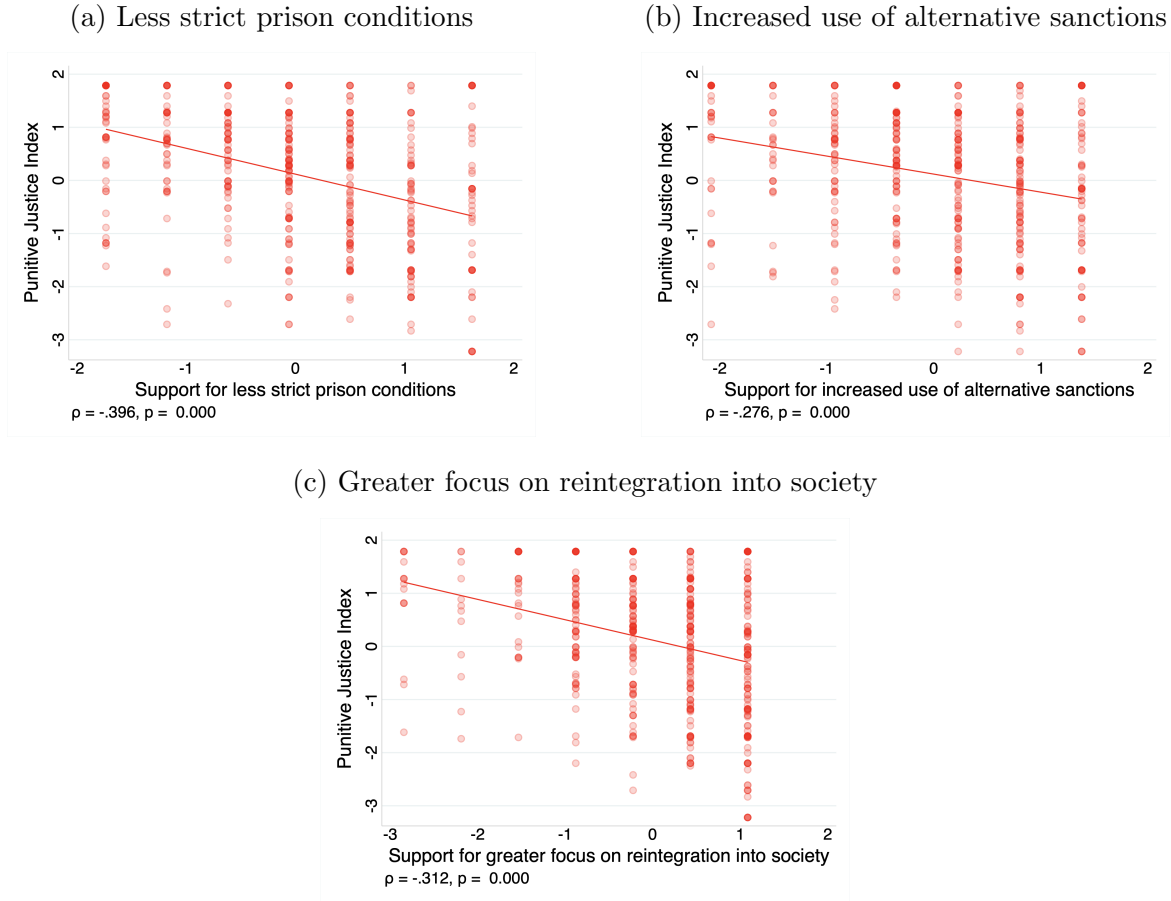 (a) Less strict prison conditions
(b) Increased use of alternative sanctions
Punitive Justice Index
2
1
0
-1
-2
-3
-2
-1
0
1
2
Support for less strict prison conditions
ρ = -.396, p = 0.000
Punitive Justice Index
2
1
0
-1
-2
-3
-2
-1
0
1
2
Support for increased use of alternative sanctions
ρ = -.276, p = 0.000
(c) Greater focus on reintegration into society
Punitive Justice Index
2
1
0
-1
-2
-3
-3
-2
-1
0
1
2
Support for greater focus on reintegration into society
ρ = -.312, p = 0.000